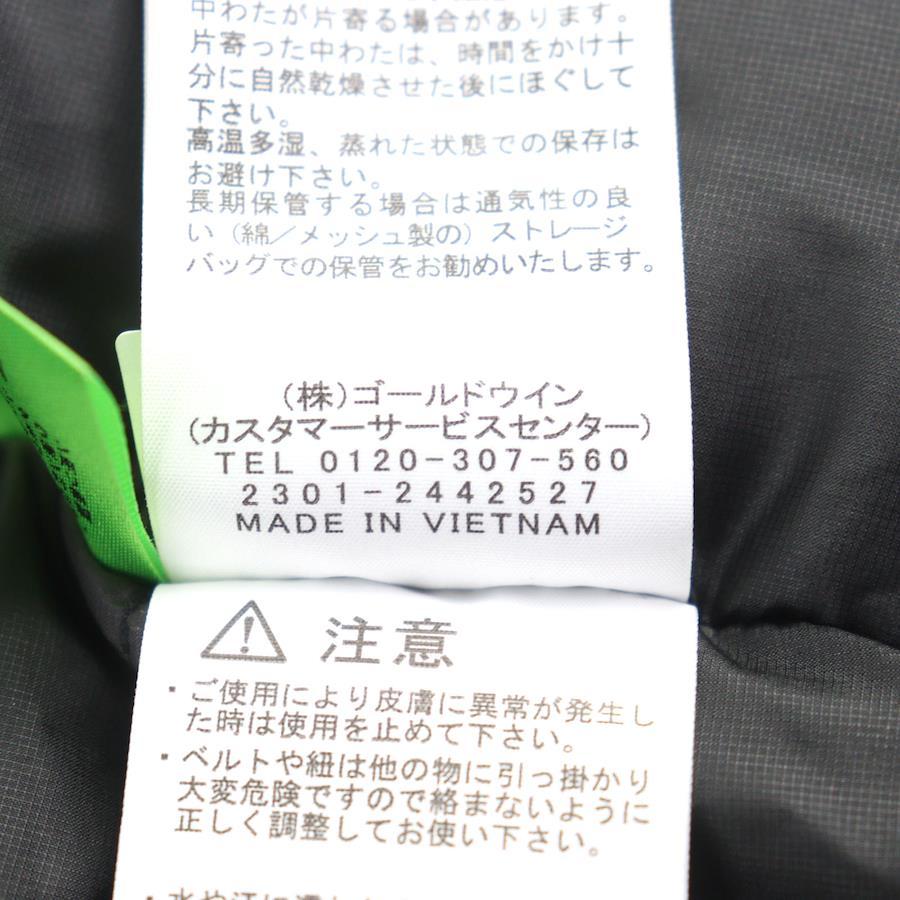 中わたが片寄る場合があります。
片寄った中わたは、時間をかけ十
分に自然乾燥させた後にほぐして
下さい。
高温多湿、蒸れた状態での保存は
お避け下さい。
長期保管する場合は通気性の良
い（綿／メッシュ製の）ストレージ
バッグでの保管をお勧めいたします。
(株)ゴールドウイン
(カスタマーサービスセンター)
TEL 0120-307-560
2301-2442527
MADE IN VIETNAM
注意
・ご使用により皮膚に異常が発生し
た時は使用を止めて下さい。
・ベルトや紐は他の物に引っ掛かり
大変危険ですので絡まないように
正しく調整してお使い下さい。